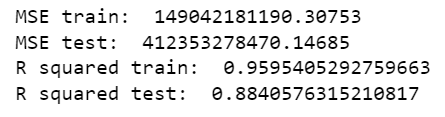 MSE train:  149042181190.30753
MSE test:  412353278470.14685
R squared train:  0.9595405292759663
R squared test:  0.8840576315210817